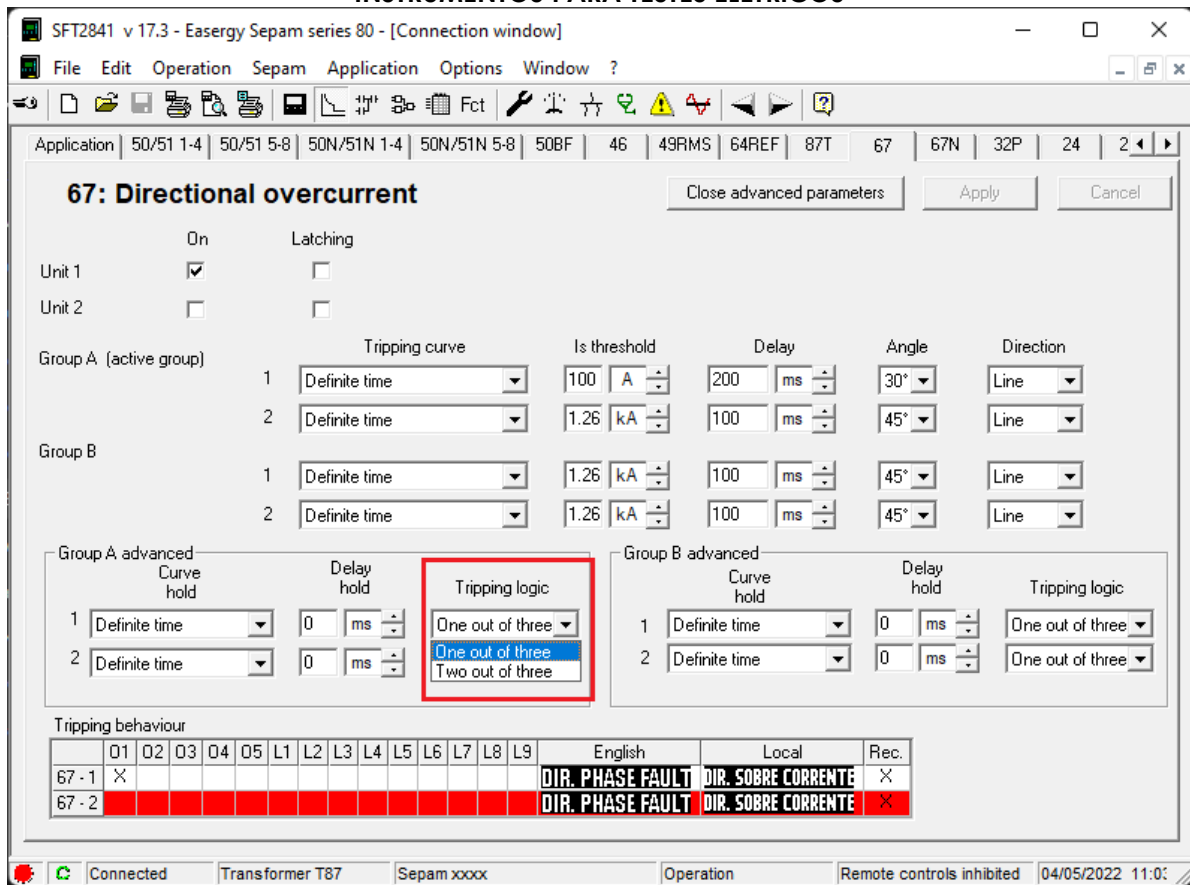 INSTRUMENTOS PARA TESTES ELÉTRICOS
SFT2841 v 17.3 - Easergy Sepam series 80 - [Connection window]
File Edit Operation Sepam Application Options Window ?
Fct
Application 50/51 1-4 50/51 5-8 50N/51N 1-4 50N/51N 5-8 50BF 46 49RMS 64REF 87T 67 67N 32P 24 2
67: Directional overcurrent Close advanced parameters Apply Cancel
On Latching
Unit 1
Unit 2
Tripping curve Is threshold Delay Angle Direction
Group A (active group)
1 Definite time 100 A 200 ms 30° Line
2 Definite time 1.26 kA 100 ms 45° Line
Group B
1 Definite time 1.26 kA 100 ms 45° Line
2 Definite time 1.26 kA 100 ms 45° Line
Group A advanced Group B advanced
Curve hold Delay hold Tripping logic Curve hold Delay hold Tripping logic
1 Definite time 0 ms One out of three 1 Definite time 0 ms One out of three
One out of three
2 Definite time 0 ms Two out of three 2 Definite time 0 ms One out of three
Tripping behaviour
O1 O2 O3 O4 O5 L1 L2 L3 L4 L5 L6 L7 L8 L9 English Local Rec.
67 - 1 X DIR. PHASE FAULT DIR. SOBRE CORRENTE X
67 - 2 DIR. PHASE FAULT DIR. SOBRE CORRENTE X
Connected Transformer T87 Sepam xxxx Operation Remote controls inhibited 04/05/2022